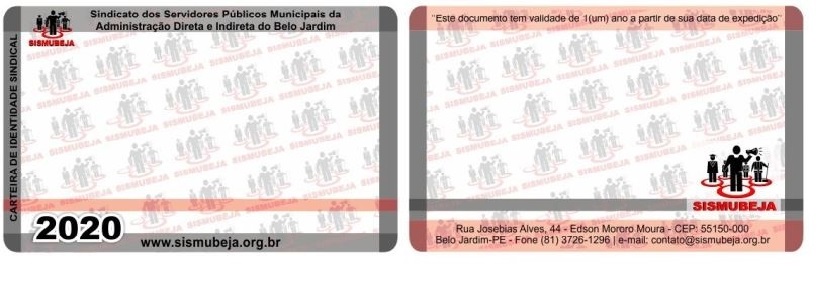 Sindicato dos Servidores Públicos Municipais da
Administração Direta e Indireta do Belo Jardim
SISMUBEJA
CARTEIRA DE IDENTIDADE SINDICAL
2020
www.sismubeja.org.br
"Este documento tem validade de 1(um) ano a partir de sua data de expedição"
SISMUBEJA
Rua Josebias Alves, 44 - Edson Mororo Moura - CEP: 55150-000
Belo Jardim-PE - Fone (81) 3726-1296 | e-mail: contato@sismubeja.org.br